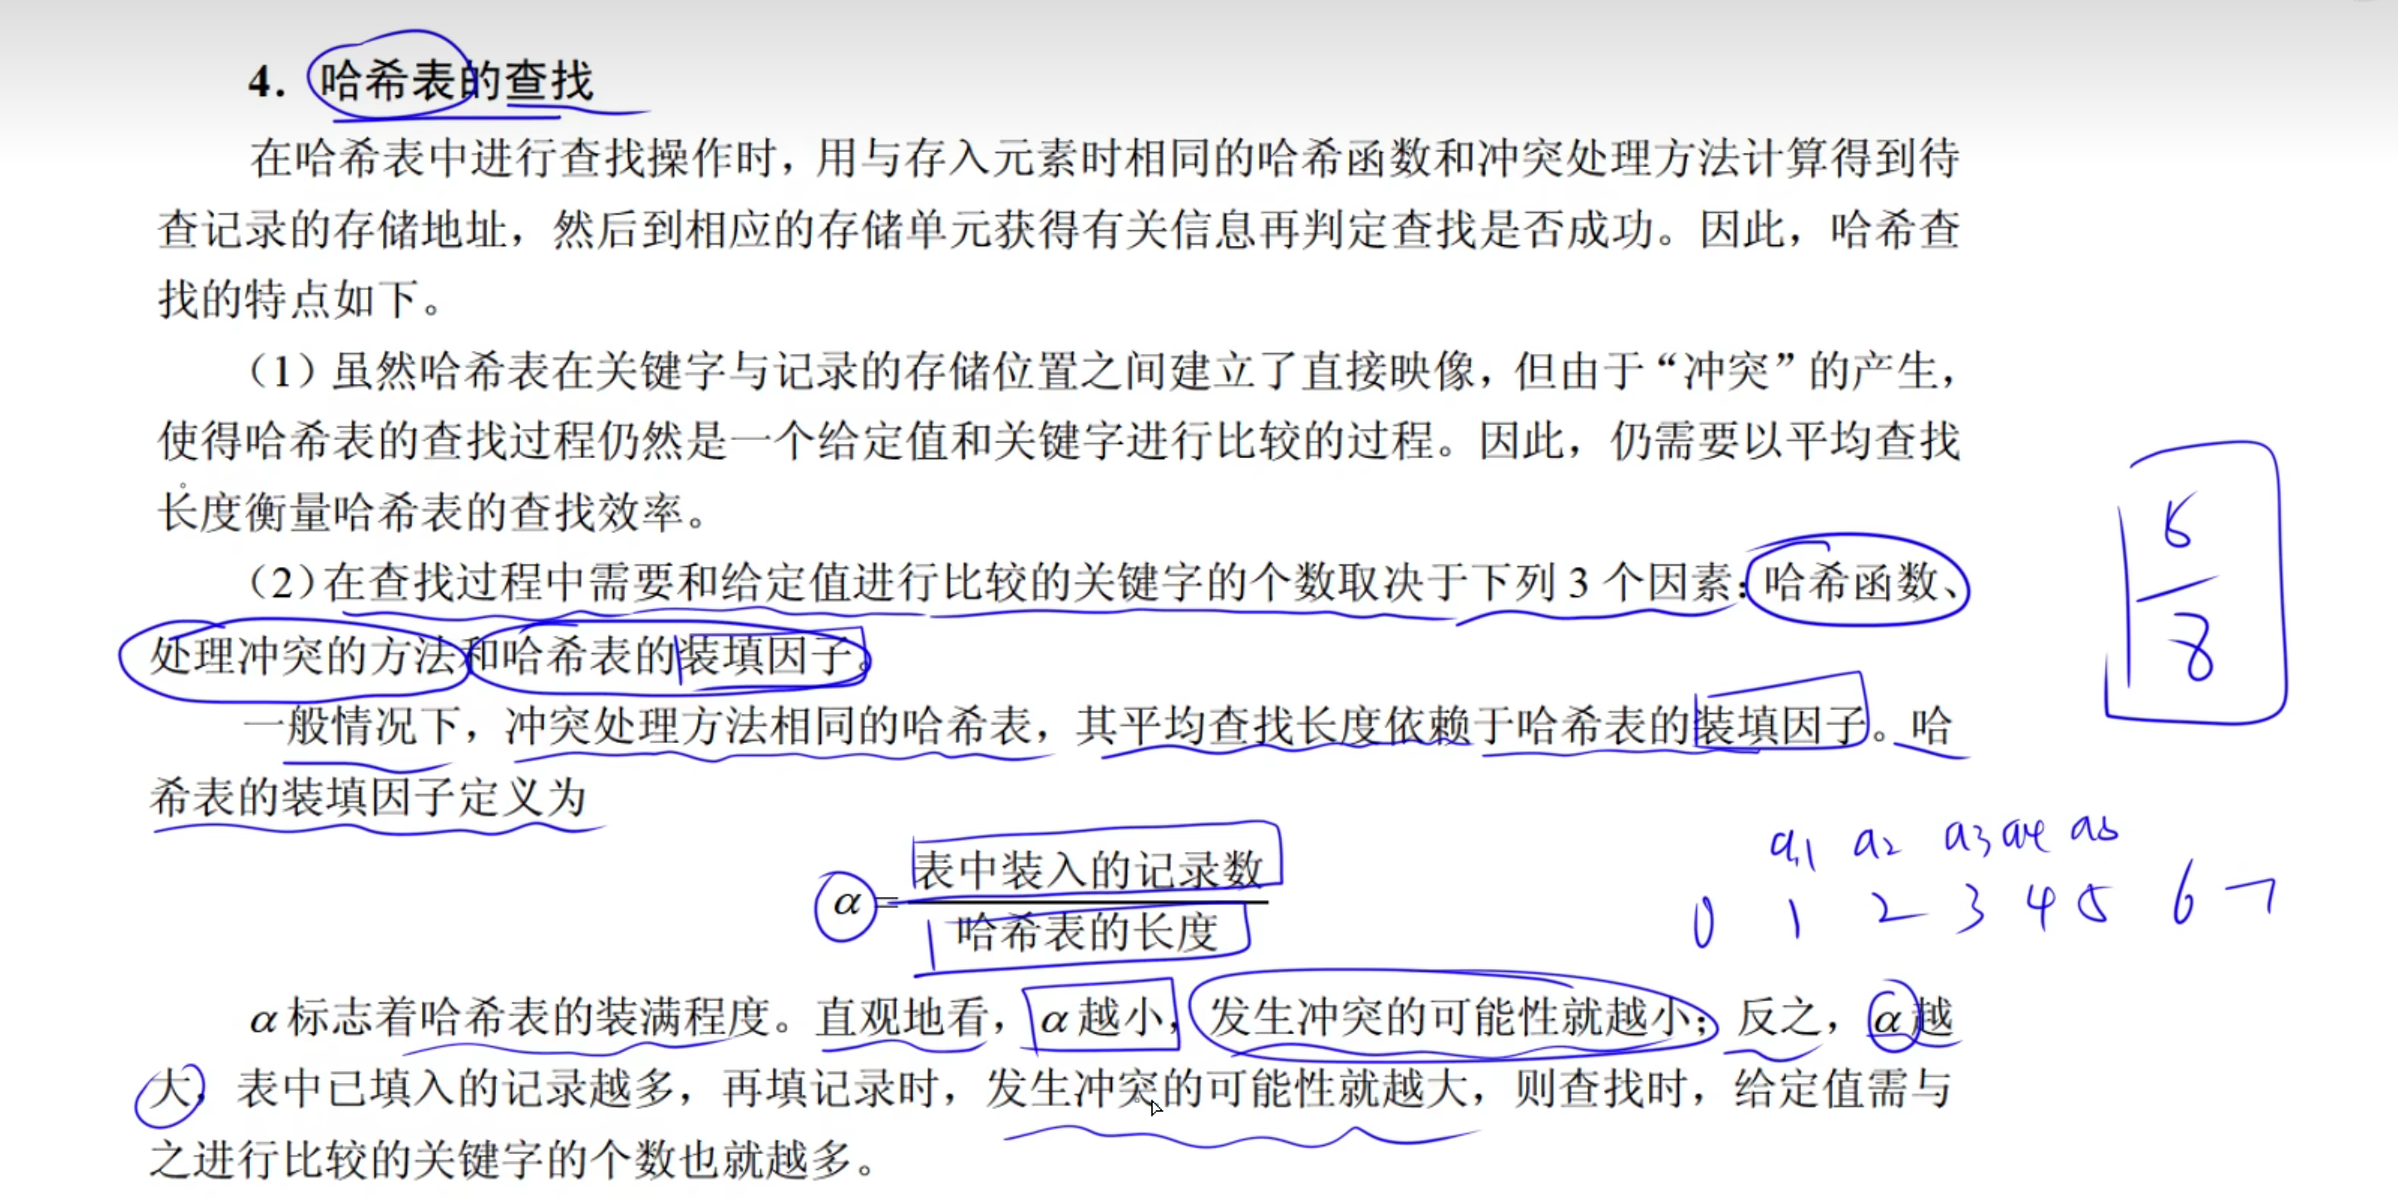 4. 哈希表的查找
在哈希表中进行查找操作时，用与存入元素时相同的哈希函数和冲突处理方法计算得到待
查记录的存储地址，然后到相应的存储单元获得有关信息再判定查找是否成功。因此，哈希查
找的特点如下。
（1）虽然哈希表在关键字与记录的存储位置之间建立了直接映像，但由于“冲突”的产生，
使得哈希表的查找过程仍然是一个给定值和关键字进行比较的过程。因此，仍需要以平均查找
长度衡量哈希表的查找效率。
（2）在查找过程中需要和给定值进行比较的关键字的个数取决于下列 3 个因素：哈希函数、
处理冲突的方法和哈希表的装填因子。
5
8
一般情况下，冲突处理方法相同的哈希表，其平均查找长度依赖于哈希表的装填因子。哈
希表的装填因子定义为
a1 a2 a3 a4 a5
0 1 2 3 4 5 6 7
表中装入的记录数
α=
哈希表的长度
α 标志着哈希表的装满程度。直观地看，α 越小，发生冲突的可能性就越小；反之，α 越
大，表中已填入的记录越多，再填记录时，发生冲突的可能性就越大，则查找时，给定值需与
之进行比较的关键字的个数也就越多。